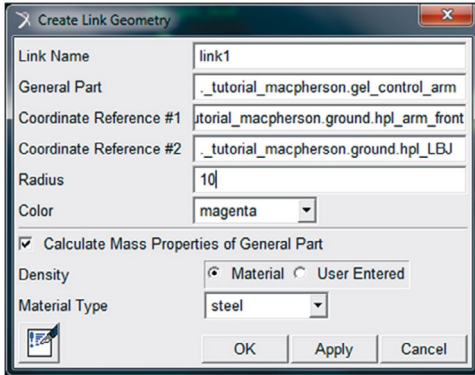 Create Link Geometry
Link Name link1
General Part ._tutorial_macpherson.gel_control_arm
Coordinate Reference #1 utorial_macpherson.ground.hpl_arm_front
Coordinate Reference #2 ._tutorial_macpherson.ground.hpl_LBJ
Radius 10
Color magenta
Calculate Mass Properties of General Part
Density Material User Entered
Material Type steel
OK Apply Cancel